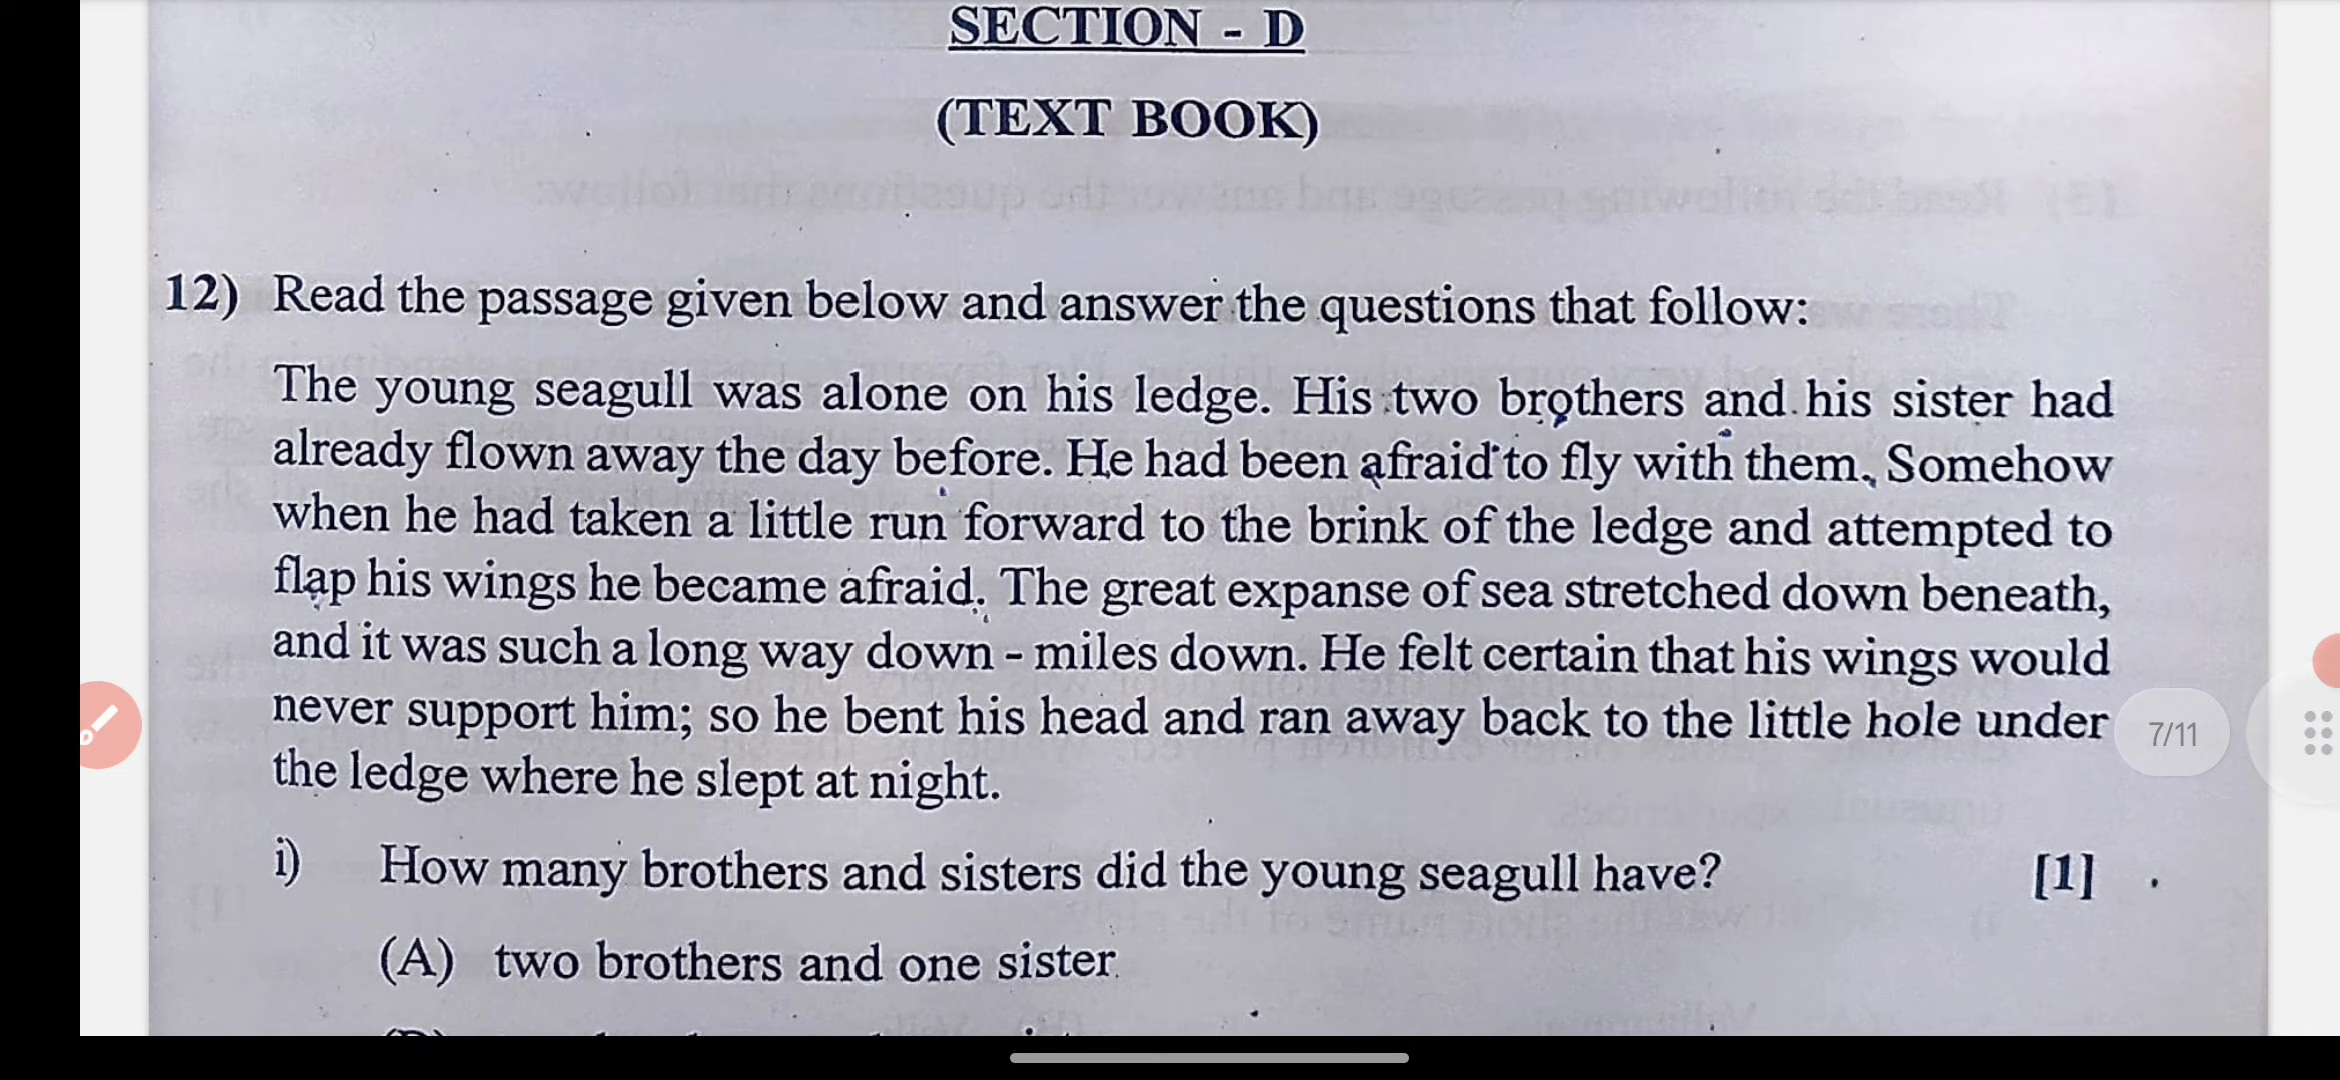 SECTION - D
(TEXT BOOK)
12) Read the passage given below and answer the questions that follow:
The young seagull was alone on his ledge. His two brothers and his sister had
already flown away the day before. He had been afraid to fly with them. Somehow
when he had taken a little run forward to the brink of the ledge and attempted to
flap his wings he became afraid. The great expanse of sea stretched down beneath,
and it was such a long way down - miles down. He felt certain that his wings would
never support him; so he bent his head and ran away back to the little hole under
7/11
the ledge where he slept at night.
i) How many brothers and sisters did the young seagull have? [1]
(A) two brothers and one sister